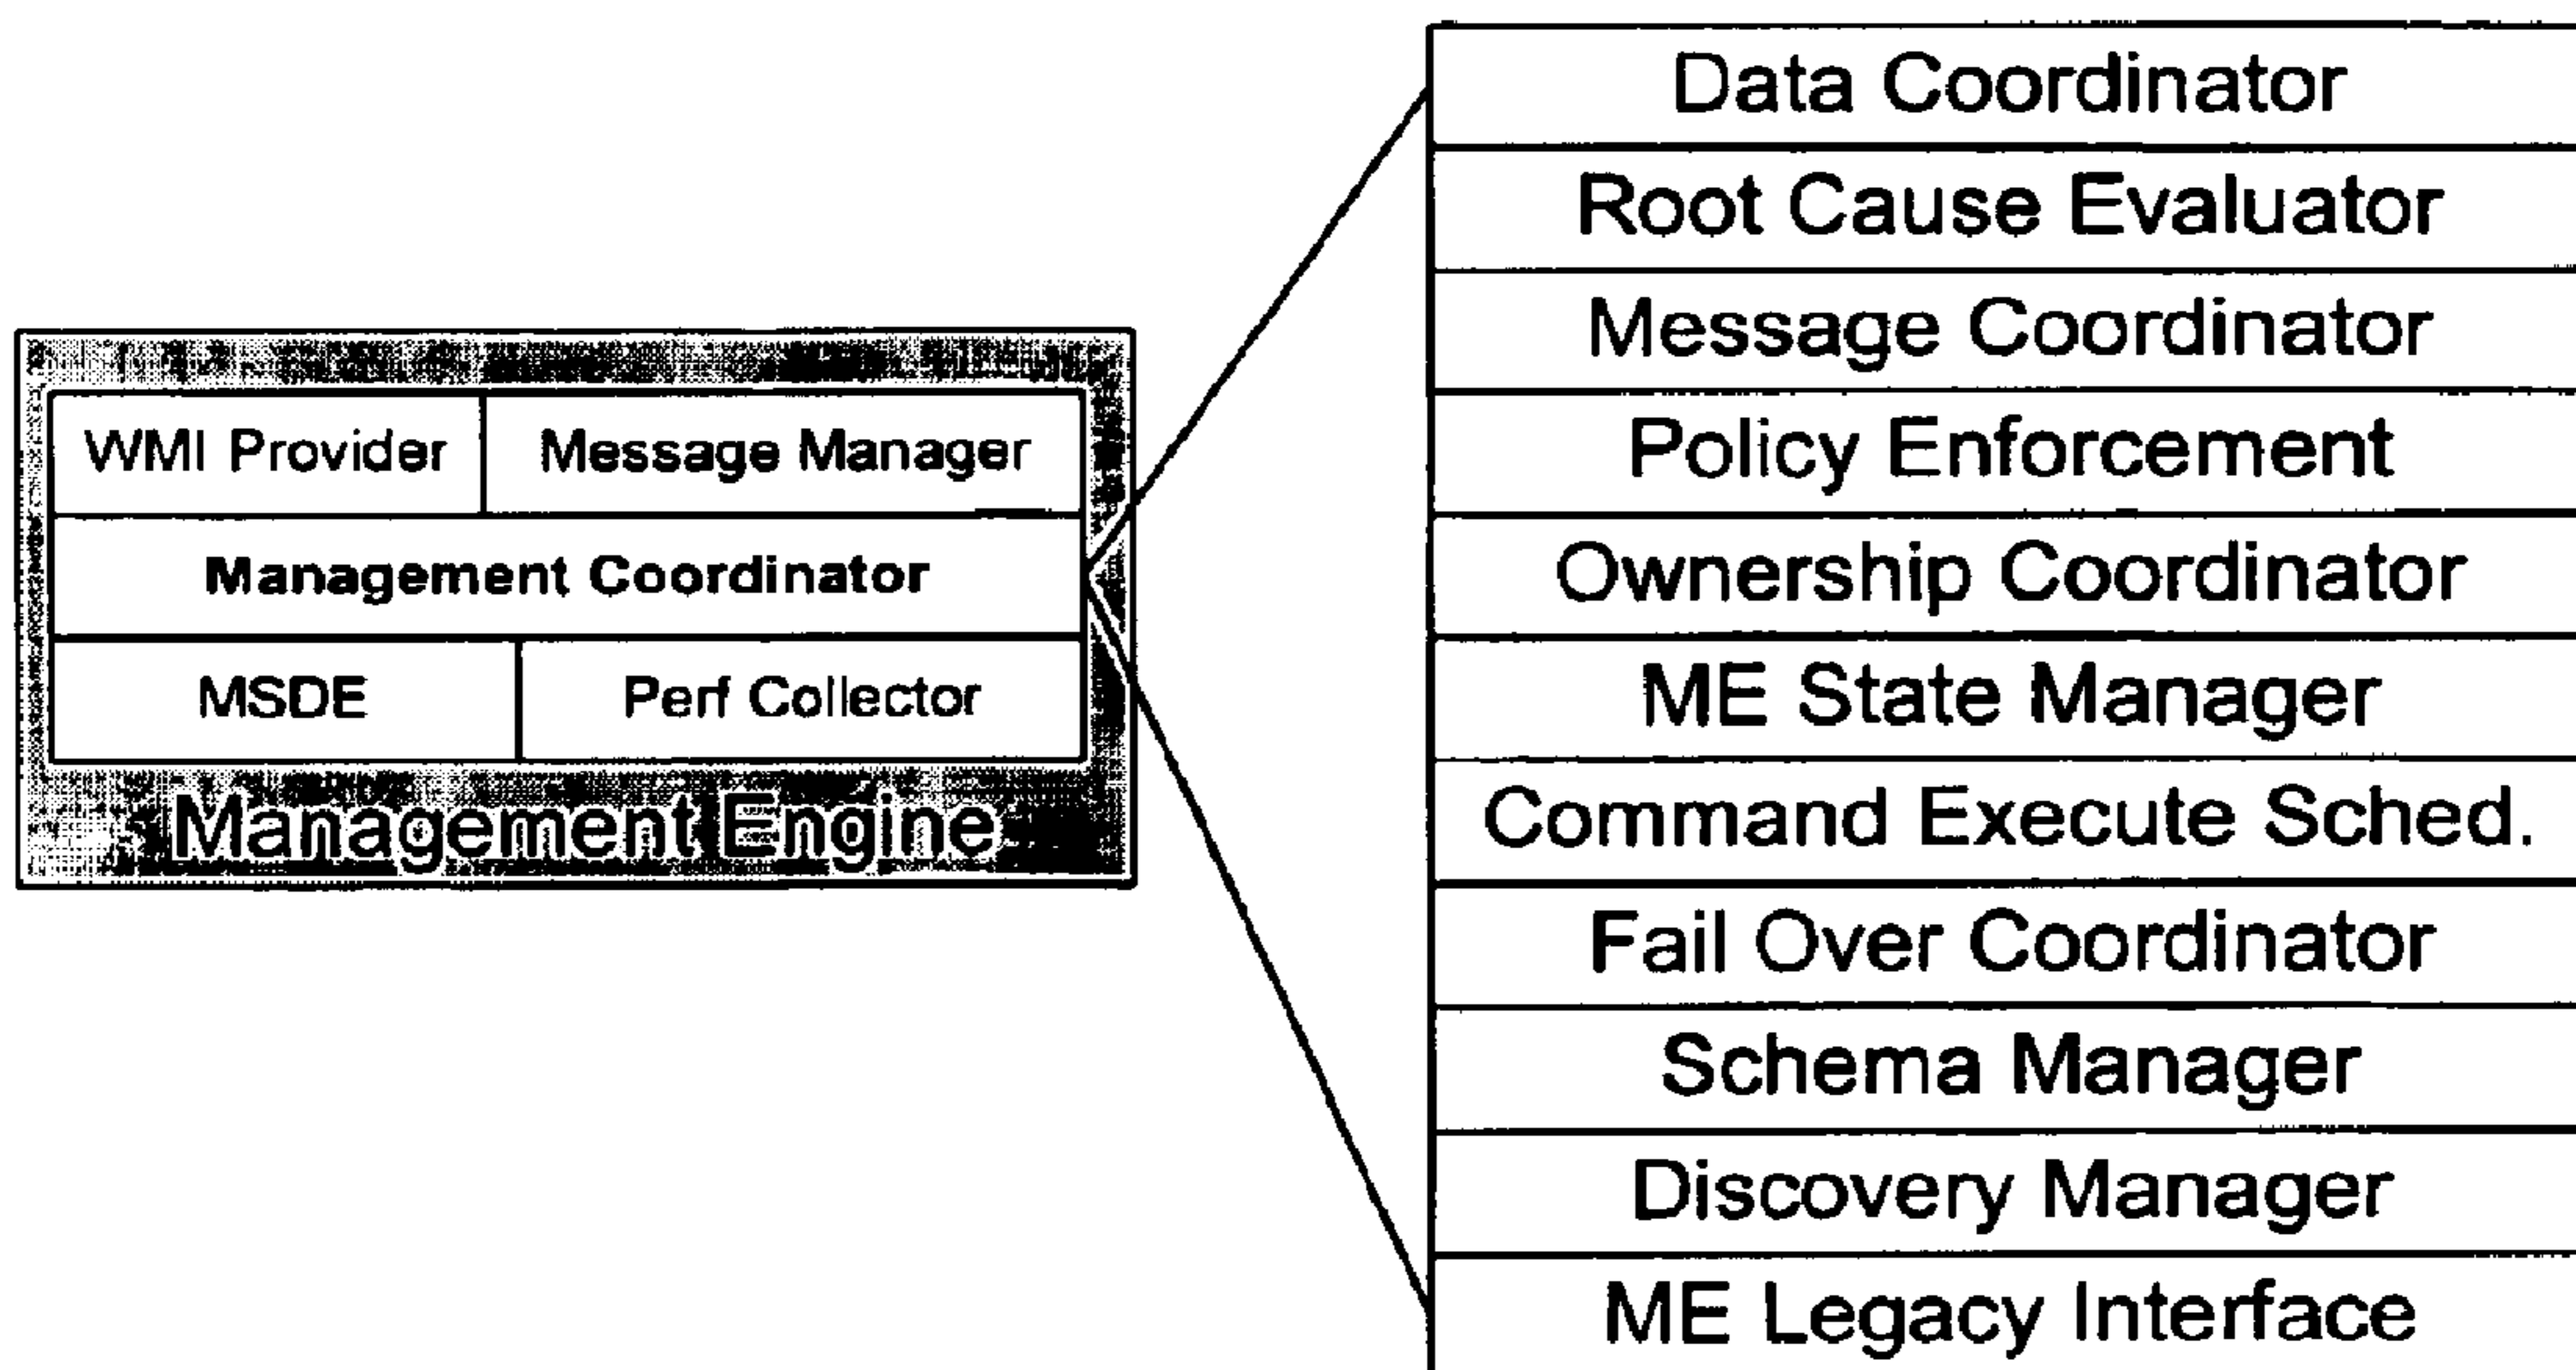 WMI Provider
Message Manager
Management Coordinator
MSDE
Perf Collector
Management Engine
Data Coordinator
Root Cause Evaluator
Message Coordinator
Policy Enforcement
Ownership Coordinator
ME State Manager
Command Execute Sched.
Fail Over Coordinator
Schema Manager
Discovery Manager
ME Legacy Interface